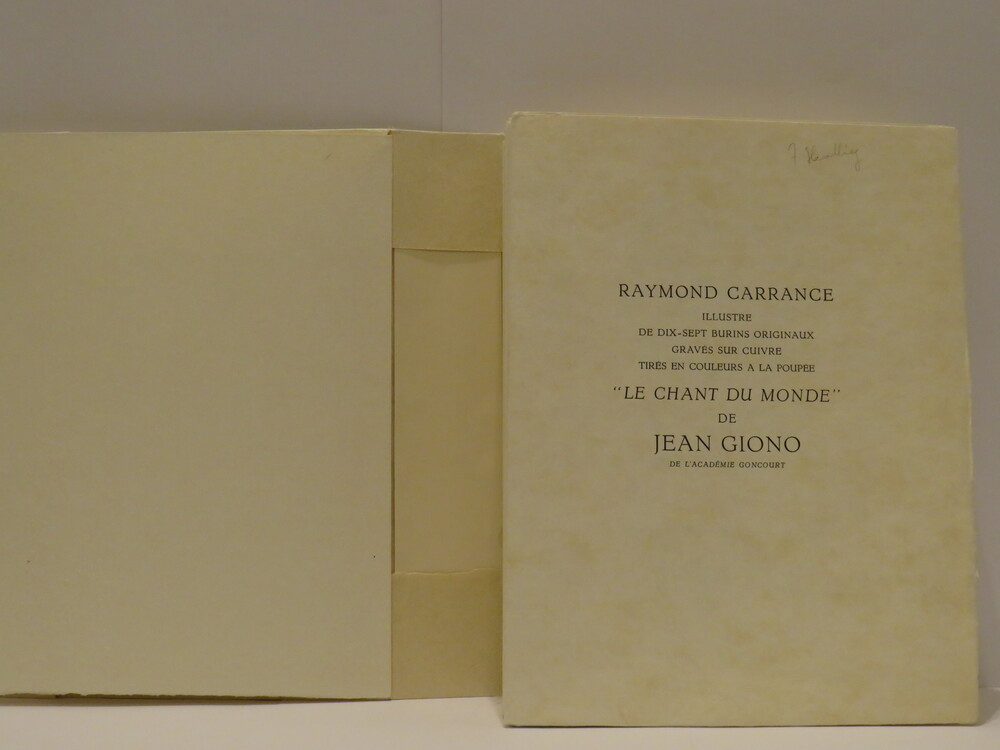 RAYMOND CARRANCE
ILLUSTRE
DE DIX-SEPT BURINS ORIGINAUX
GRAVÉS SUR CUIVRE
TIRÉS EN COULEURS A LA POUPÉE
"LE CHANT DU MONDE"
DE
JEAN GIONO
DE L'ACADÉMIE GONCOURT